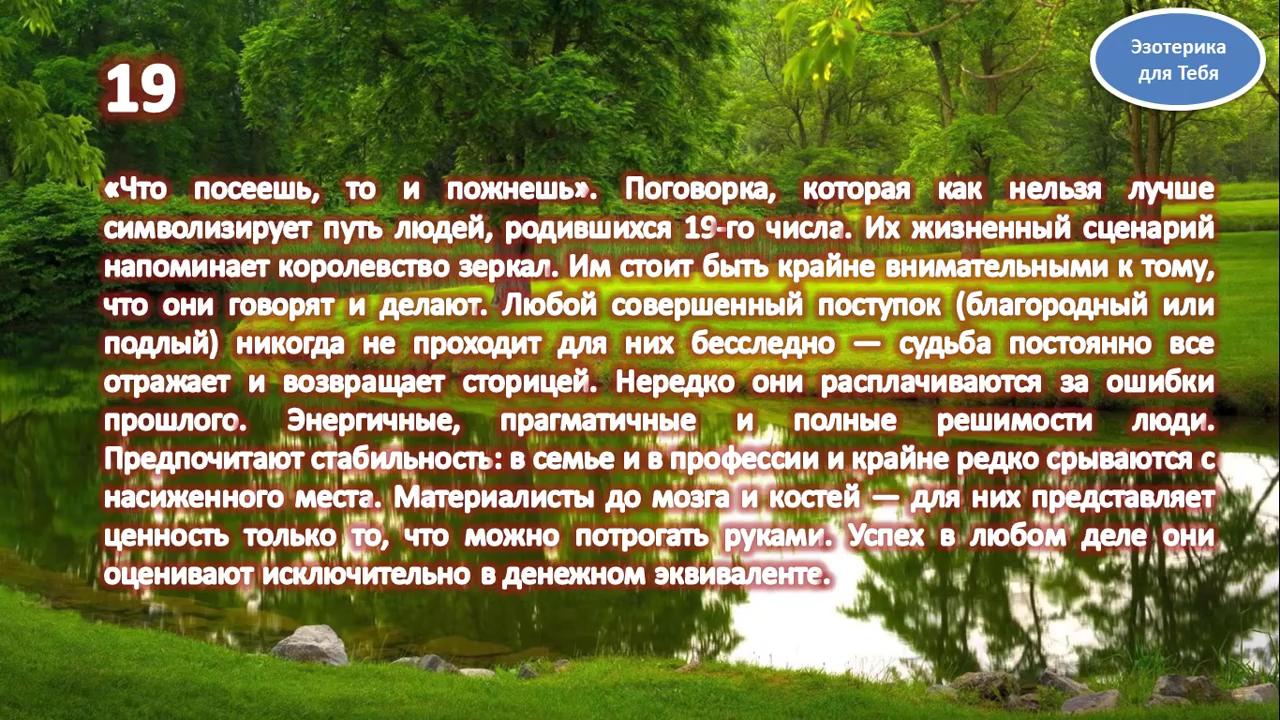 Эзотерика
для Тебя
19
«Что посеешь, то и пожнешь». Поговорка, которая как нельзя лучше
символизирует путь людей, родившихся 19-го числа. Их жизненный сценарий
напоминает королевство зеркал. Им стоит быть крайне внимательными к тому,
что они говорят и делают. Любой совершенный поступок (благородный или
подлый) никогда не проходит для них бесследно — судьба постоянно все
отражает и возвращает сторицей. Нередко они расплачиваются за ошибки
прошлого. Энергичные, прагматичные и полные решимости люди.
Предпочитают стабильность: в семье и в профессии и крайне редко срываются с
насиженного места. Материалисты до мозга и костей — для них представляет
ценность только то, что можно потрогать руками. Успех в любом деле они
оценивают исключительно в денежном эквиваленте.